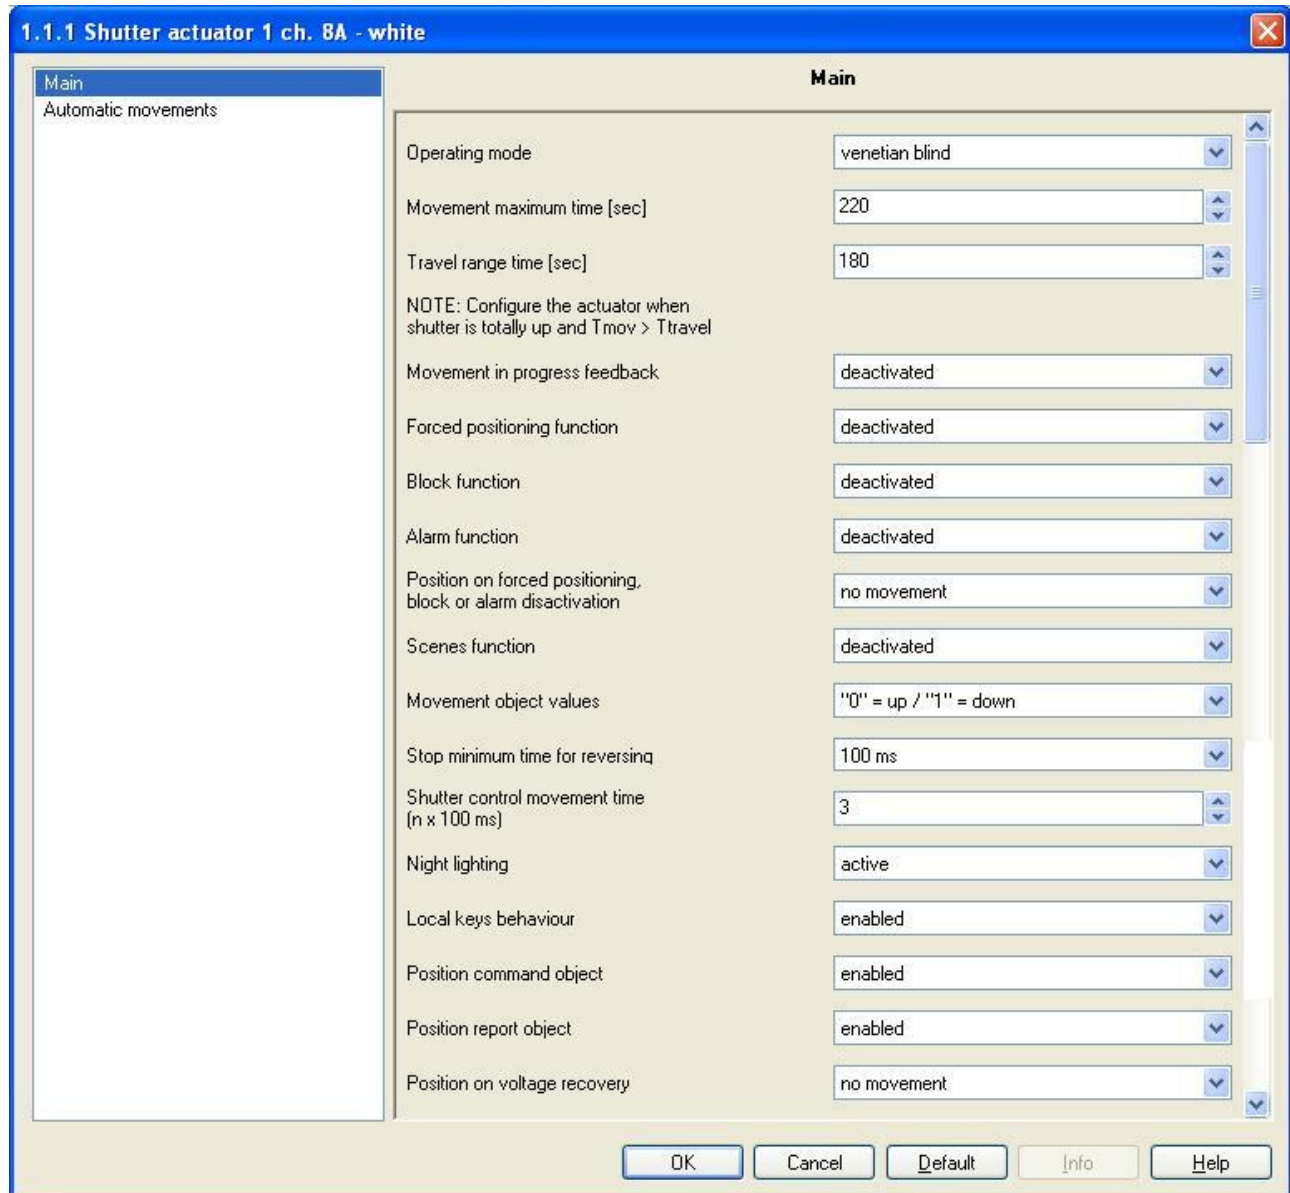 1.1.1 Shutter actuator 1 ch. 8A - white
Main
Automatic movements
Main
Operating mode
venetian blind
Movement maximum time [sec]
220
Travel range time [sec]
180
NOTE: Configure the actuator when
shutter is totally up and Tmov > Ttravel
Movement in progress feedback
deactivated
Forced positioning function
deactivated
Block function
deactivated
Alarm function
deactivated
Position on forced positioning,
block or alarm disactivation
no movement
Scenes function
deactivated
Movement object values
"0" = up / "1" = down
Stop minimum time for reversing
100 ms
Shutter control movement time
(n x 100 ms)
3
Night lighting
active
Local keys behaviour
enabled
Position command object
enabled
Position report object
enabled
Position on voltage recovery
no movement
OK
Cancel
Default
Info
Help